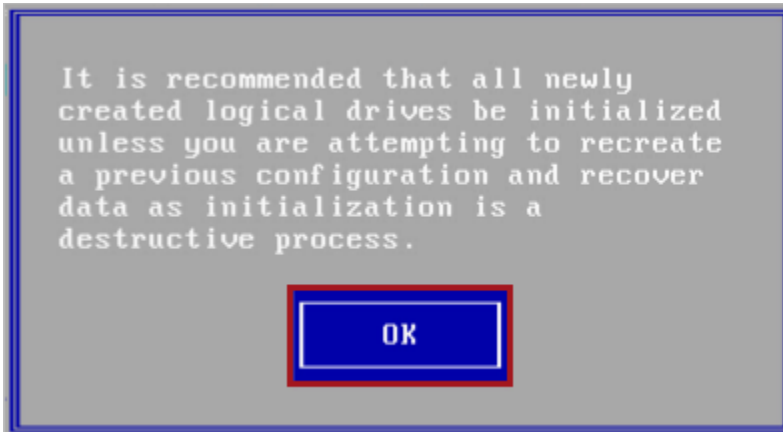 It is recommended that all newly
created logical drives be initialized
unless you are attempting to recreate
a previous configuration and recover
data as initialization is a
destructive process.
OK